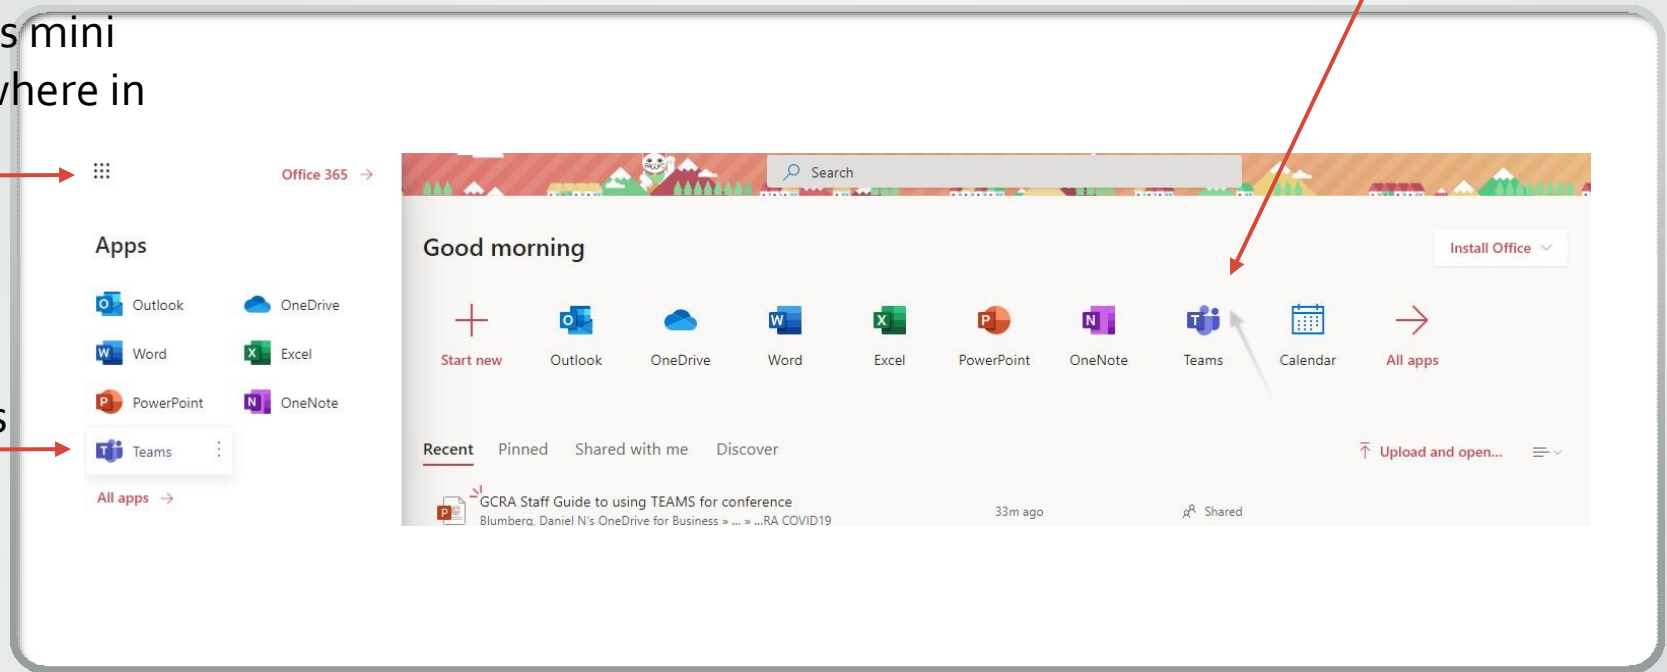 s mini
where in
s
Office 365 →
Apps
Outlook OneDrive
Word Excel
PowerPoint OneNote
Teams
All apps →
Search
Good morning
Install Office
Start new Outlook OneDrive Word Excel PowerPoint OneNote Teams Calendar All apps
Recent Pinned Shared with me Discover
Upload and open...
GCRA Staff Guide to using TEAMS for conference
Blumberg, Daniel N's OneDrive for Business » ... » ...RA COVID19
33m ago
Shared